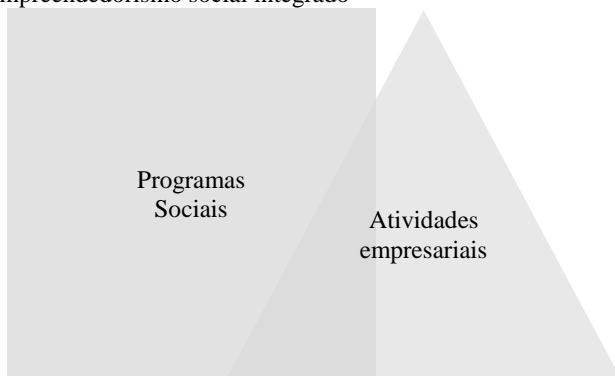 mpreendedorismo social integrado
Programas
Sociais
Atividades
empresariais